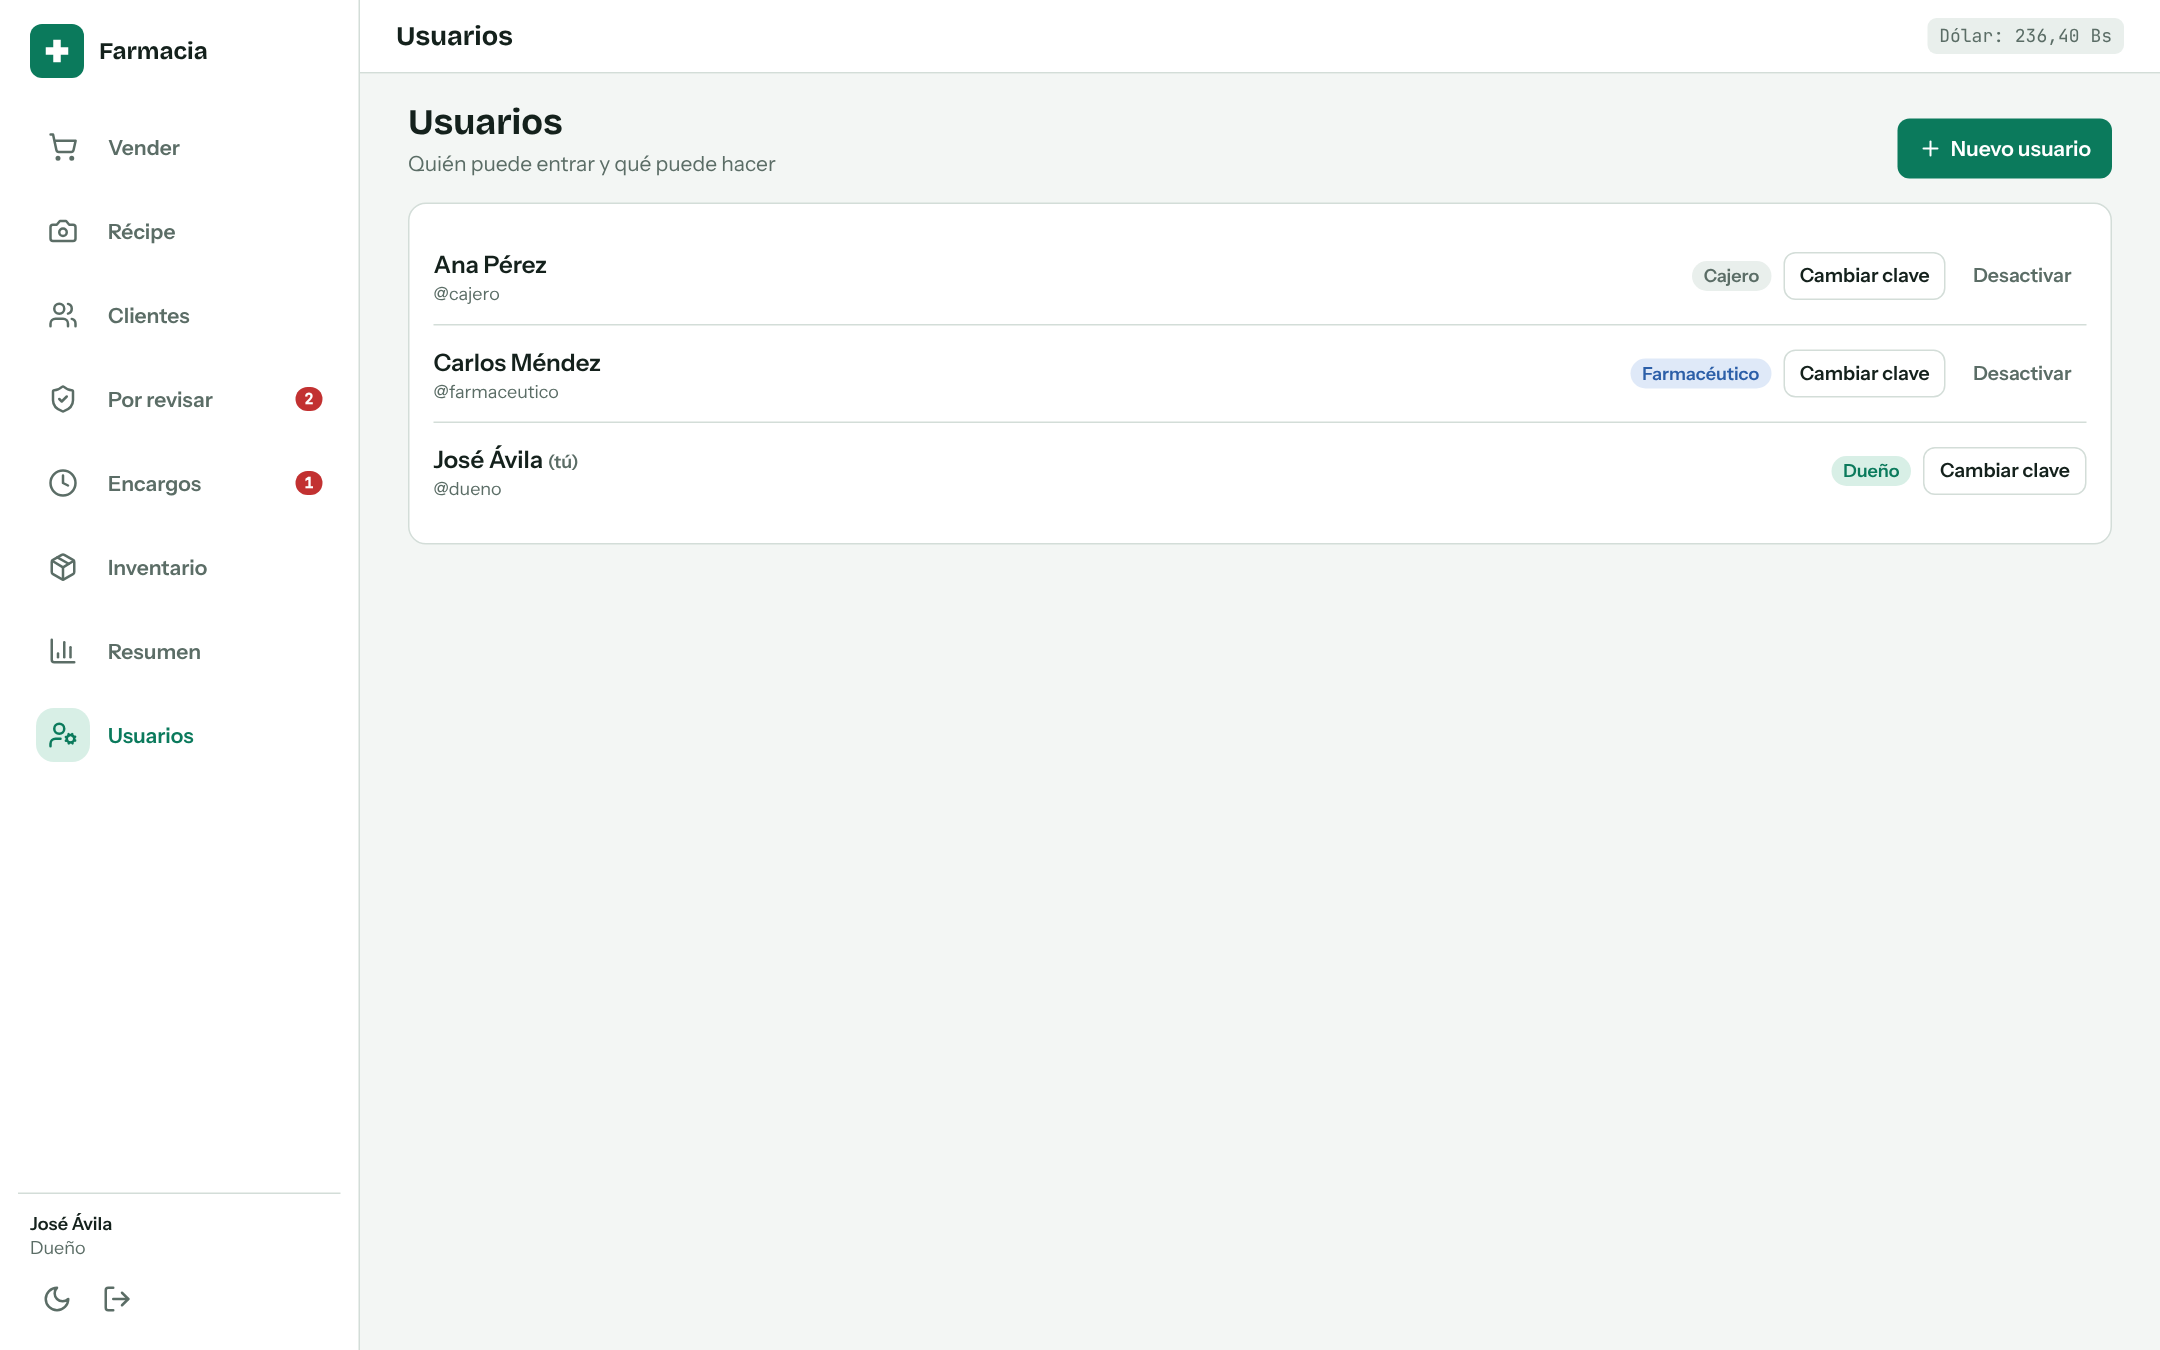 Farmacia
Vender
Récipe
Clientes
Por revisar 2
Encargos 1
Inventario
Resumen
Usuarios
José Ávila
Dueño
Usuarios
Dólar: 236,40 Bs
Usuarios
Quién puede entrar y qué puede hacer
+ Nuevo usuario
Ana Pérez
@cajero
Cajero Cambiar clave Desactivar
Carlos Méndez
@farmaceutico
Farmacéutico Cambiar clave Desactivar
José Ávila (tú)
@dueno
Dueño Cambiar clave